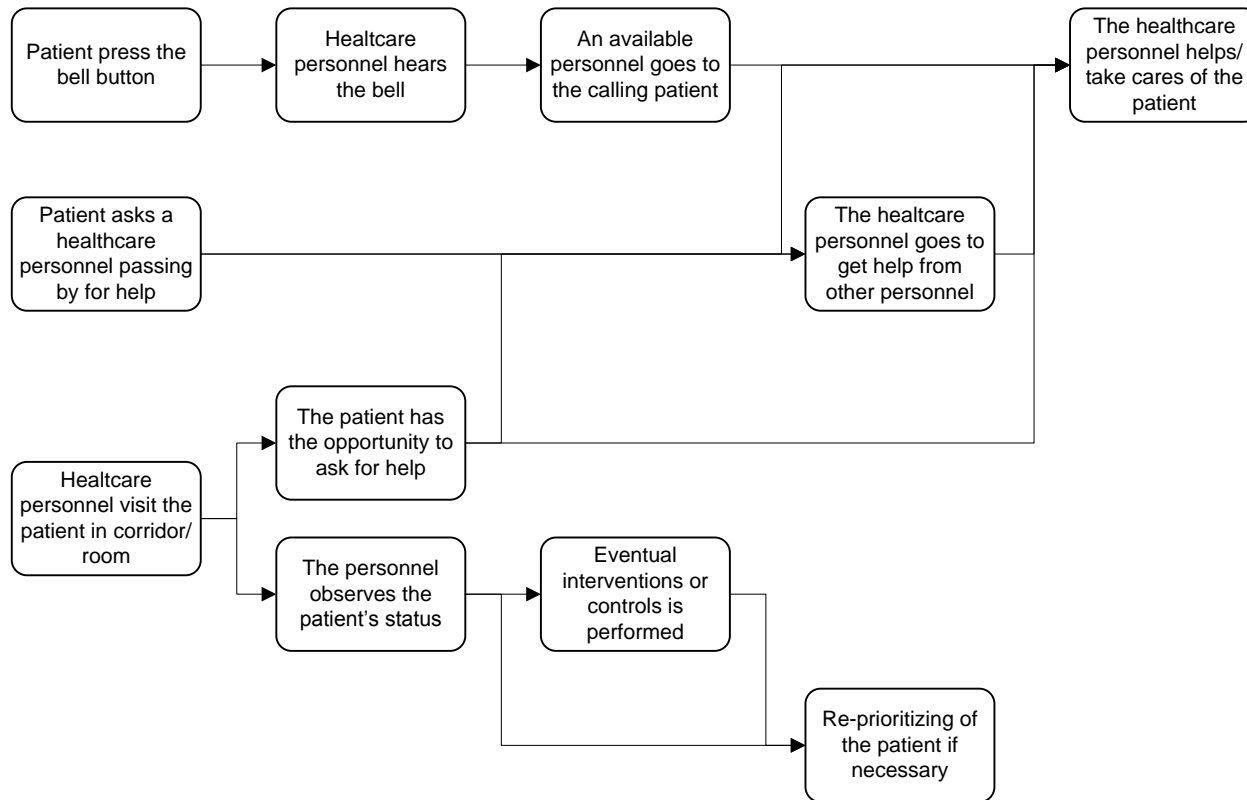 Patient press the
bell button
Healtcare
personnel hears
the bell
An available
personnel goes to
the calling patient
The healthcare
personnel helps/
take cares of the
patient
Patient asks a
healthcare
personnel passing
by for help
The healtcare
personnel goes to
get help from
other personnel
The patient has
the opportunity to
ask for help
Healtcare
personnel visit the
patient in corridor/
room
The personnel
observes the
patient’s status
Eventual
interventions or
controls is
performed
Re-prioritizing of
the patient if
necessary